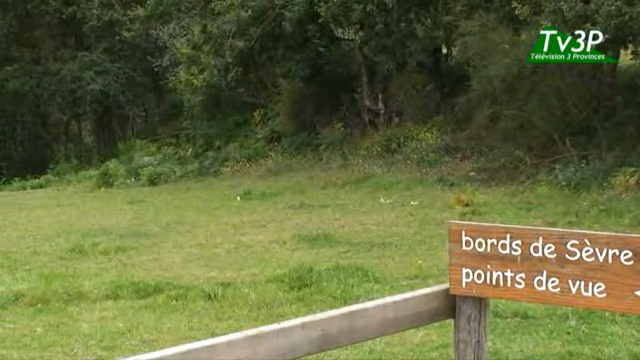 Tv3P
Télévision 3 Provinces
bords de Sèvre
points de vue